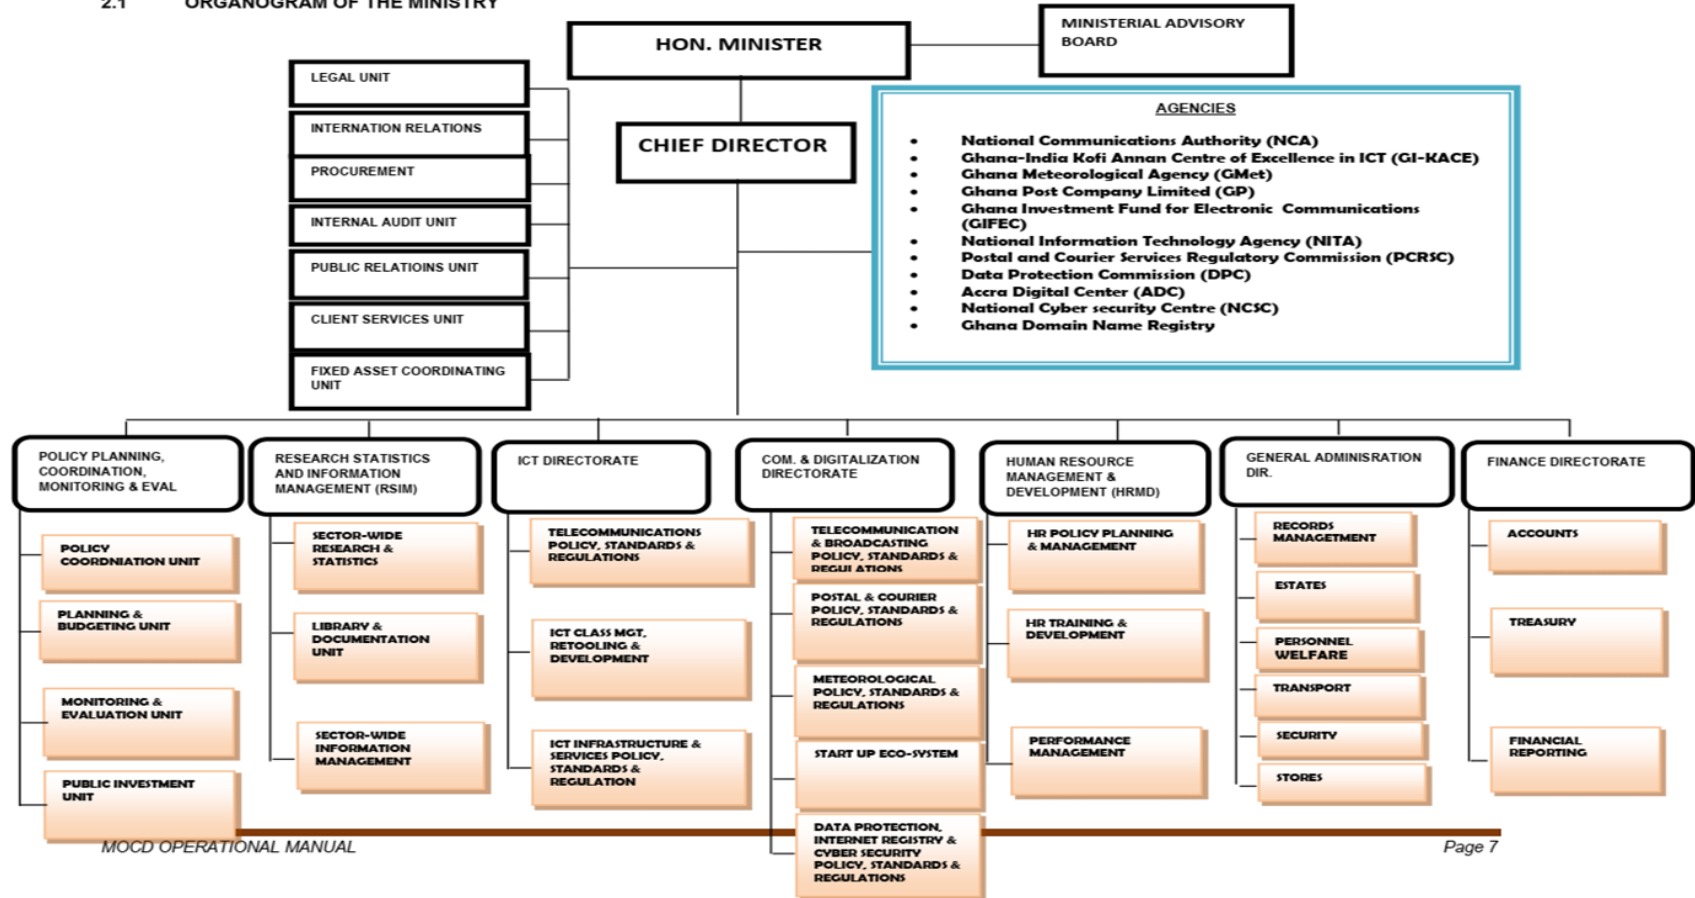 2.1 ORGANOGRAM OF THE MINISTRY
HON. MINISTER
MINISTERIAL ADVISORY
BOARD
CHIEF DIRECTOR
LEGAL UNIT
INTERNATION RELATIONS
PROCUREMENT
INTERNAL AUDIT UNIT
PUBLIC RELATIOINS UNIT
CLIENT SERVICES UNIT
FIXED ASSET COORDINATING
UNIT
AGENCIES
• National Communications Authority (NCA)
• Ghana-India Kofi Annan Centre of Excellence in ICT (GI-KACE)
• Ghana Meteorological Agency (GMet)
• Ghana Post Company Limited (GP)
• Ghana Investment Fund for Electronic Communications
(GIFEC)
• National Information Technology Agency (NITA)
• Postal and Courier Services Regulatory Commission (PCRSC)
• Data Protection Commission (DPC)
• Accra Digital Center (ADC)
• National Cyber security Centre (NCSC)
• Ghana Domain Name Registry
POLICY PLANNING,
COORDINATION,
MONITORING & EVAL
POLICY
COORDNIATION UNIT
PLANNING &
BUDGETING UNIT
MONITORING &
EVALUATION UNIT
PUBLIC INVESTMENT
UNIT
RESEARCH STATISTICS
AND INFORMATION
MANAGEMENT (RSIM)
SECTOR-WIDE
RESEARCH &
STATISTICS
LIBRARY &
DOCUMENTATION
UNIT
SECTOR-WIDE
INFORMATION
MANAGEMENT
ICT DIRECTORATE
TELECOMMUNICATIONS
POLICY, STANDARDS &
REGULATIONS
ICT CLASS MGT,
RETOOLING &
DEVELOPMENT
ICT INFRASTRUCTURE &
SERVICES POLICY,
STANDARDS &
REGULATION
COM. & DIGITALIZATION
DIRECTORATE
TELECOMMUNICATION
& BROADCASTING
POLICY, STANDARDS &
REGULATIONS
POSTAL & COURIER
POLICY, STANDARDS &
REGULATIONS
METEOROLOGICAL
POLICY, STANDARDS &
REGULATIONS
START UP ECO-SYSTEM
DATA PROTECTION,
INTERNET REGISTRY &
CYBER SECURITY
POLICY, STANDARDS &
REGULATIONS
HUMAN RESOURCE
MANAGEMENT &
DEVELOPMENT (HRMD)
HR POLICY PLANNING
& MANAGEMENT
HR TRAINING &
DEVELOPMENT
PERFORMANCE
MANAGEMENT
GENERAL ADMINISRATION
DIR.
RECORDS
MANAGETMENT
ESTATES
PERSONNEL
WELFARE
TRANSPORT
SECURITY
STORES
FINANCE DIRECTORATE
ACCOUNTS
TREASURY
FINANCIAL
REPORTING
MOCD OPERATIONAL MANUAL
Page 7